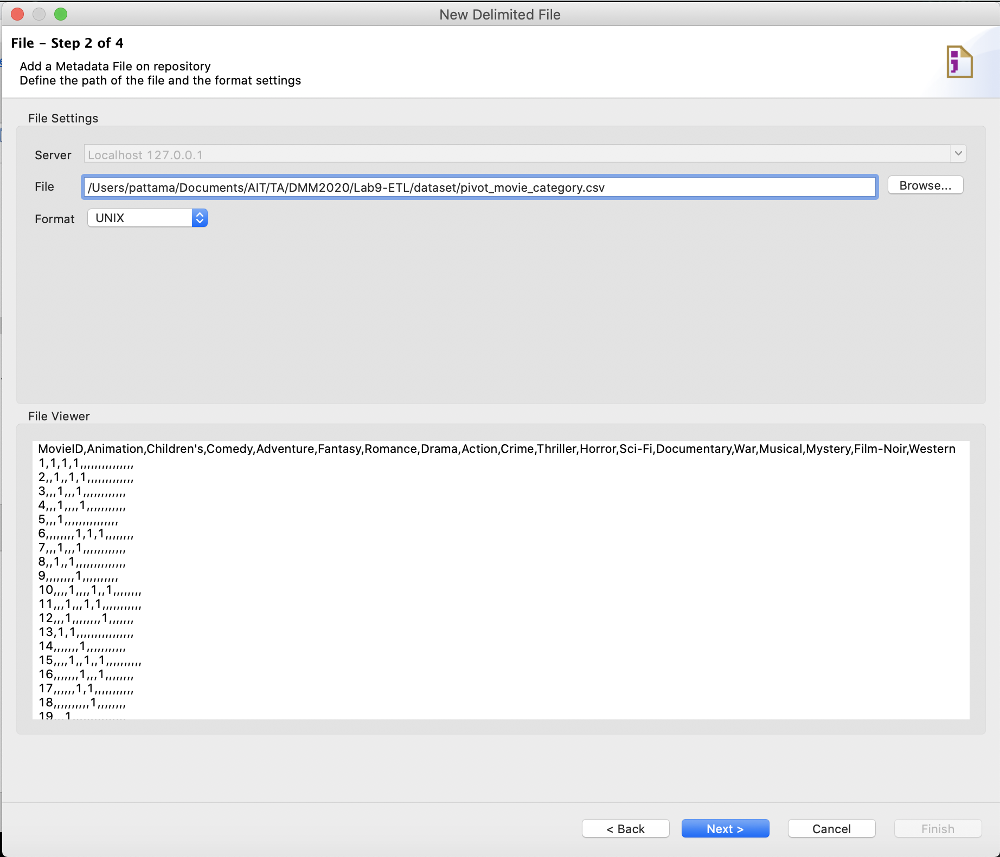 New Delimited File
File – Step 2 of 4
Add a Metadata File on repository
Define the path of the file and the format settings
File Settings
Server Localhost 127.0.0.1
File /Users/pattama/Documents/AIT/TA/DMM2020/Lab9-ETL/dataset/pivot_movie_category.csv Browse...
Format UNIX
File Viewer
MovieID,Animation,Children's,Comedy,Adventure,Fantasy,Romance,Drama,Action,Crime,Thriller,Horror,Sci-Fi,Documentary,War,Musical,Mystery,Film-Noir,Western
1,1,1,1,,,,,,,,,,,,,,,
2,,1,,1,1,,,,,,,,,,,,,
3,,,1,,,1,,,,,,,,,,,,
4,,,1,,,,1,,,,,,,,,,,
5,,,1,,,,,,,,,,,,,,,
6,,,,,,,,1,1,1,,,,,,,,
7,,,1,,,1,,,,,,,,,,,,
8,,1,,1,,,,,,,,,,,,,,
9,,,,,,,,1,,,,,,,,,,
10,,,,1,,,,1,,1,,,,,,,,
11,,,1,,,1,1,,,,,,,,,,,
12,,,1,,,,,,,,1,,,,,,,
13,1,1,,,,,,,,,,,,,,,,
14,,,,,,,1,,,,,,,,,,,
15,,,,1,,1,,1,,,,,,,,,,
16,,,,,,,1,,,1,,,,,,,,
17,,,,,,1,1,,,,,,,,,,,
18,,,,,,,,,,1,,,,,,,,
19,,,1,,,,,,,,,,,,,,,
< Back Next > Cancel Finish